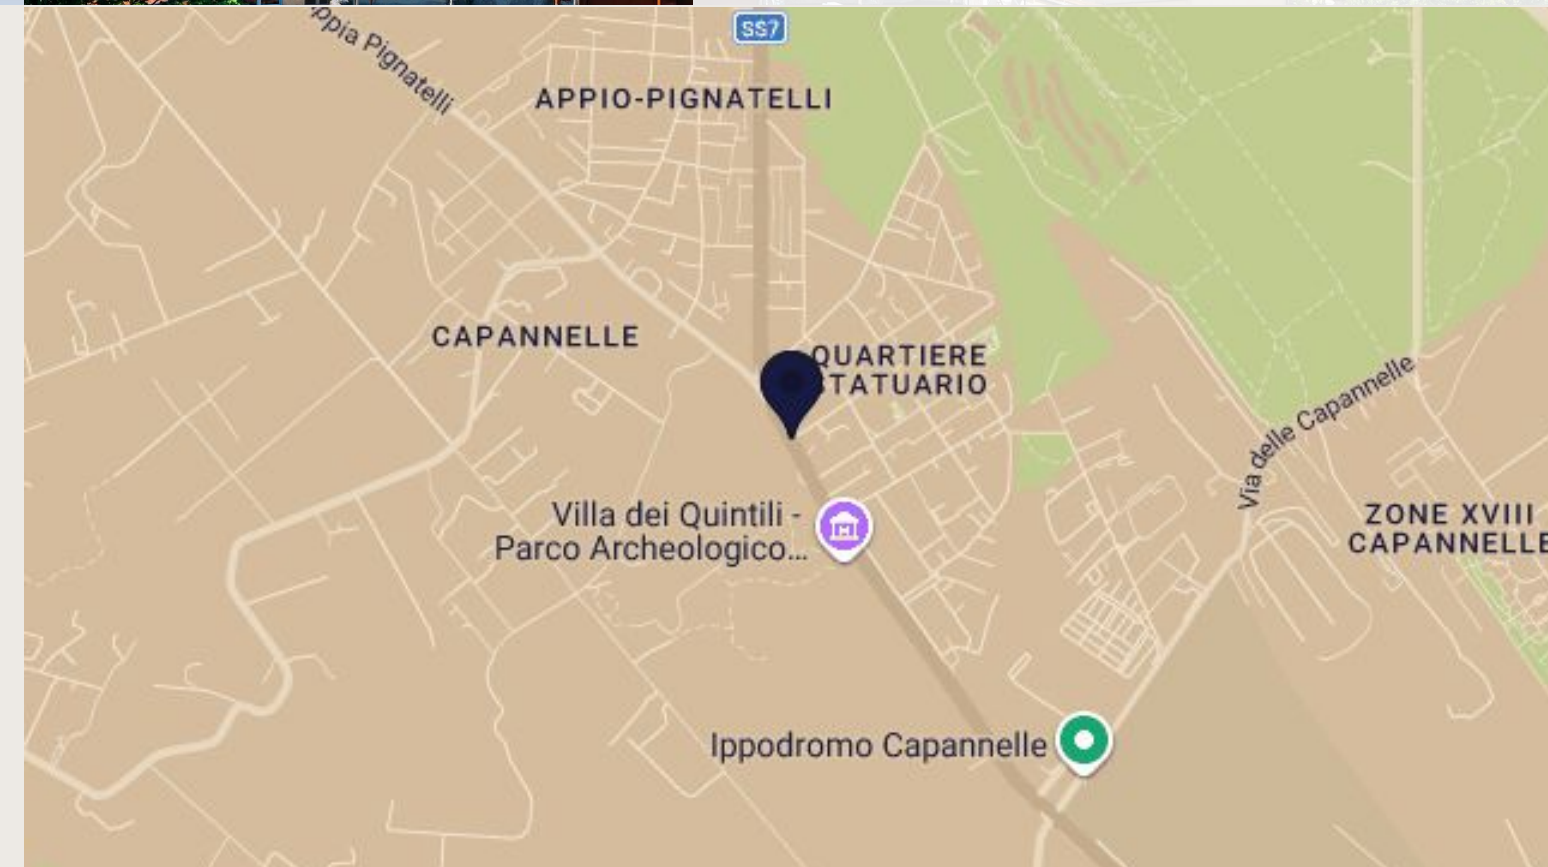 SS7
ppia Pignatelli
APPIO-PIGNATELLI
CAPANNELLE
QUARTIERE
TATUARIO
Via delle Capannelle
Villa dei Quintili -
Parco Archeologico...
ZONE XVIII
CAPANNELLE
Ippodromo Capannelle